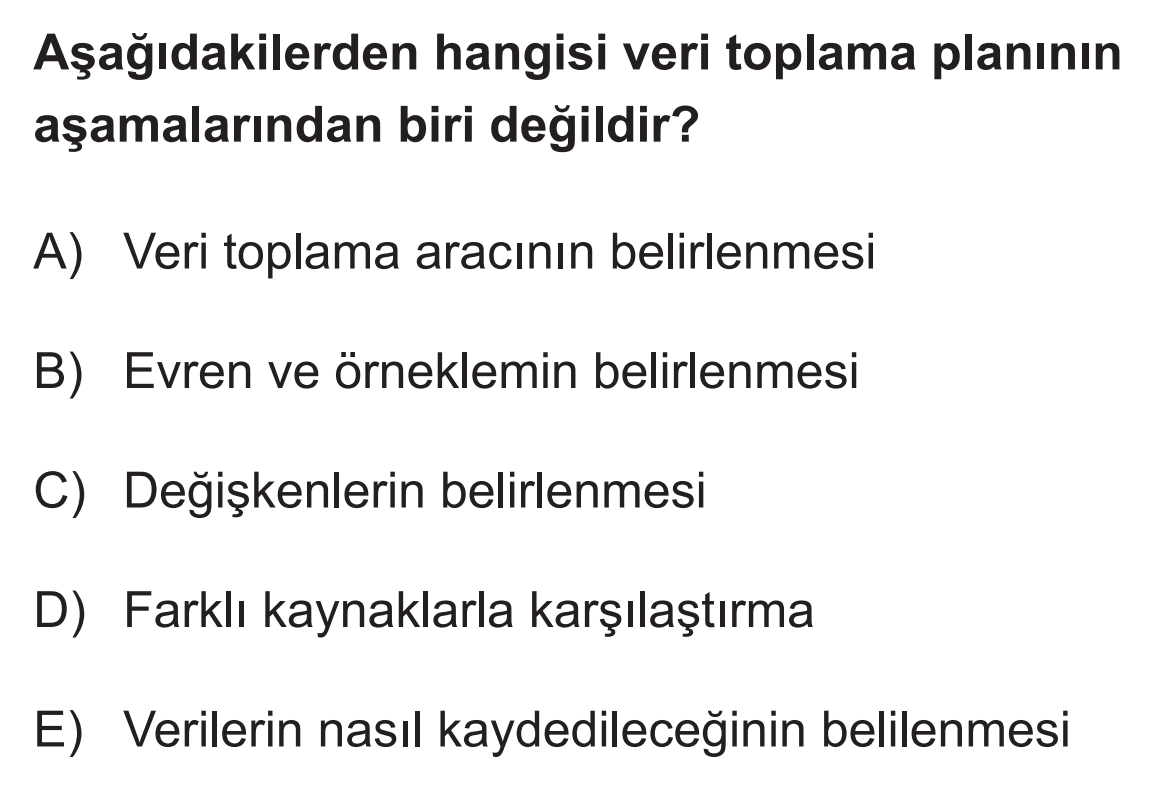 Aşağıdakilerden hangisi veri toplama planının
aşamalarından biri değildir?
A) Veri toplama aracının belirlenmesi
B) Evren ve örneklemin belirlenmesi
C) Değişkenlerin belirlenmesi
D) Farklı kaynaklarla karşılaştırma
E) Verilerin nasıl kaydedileceğinin belilenmesi